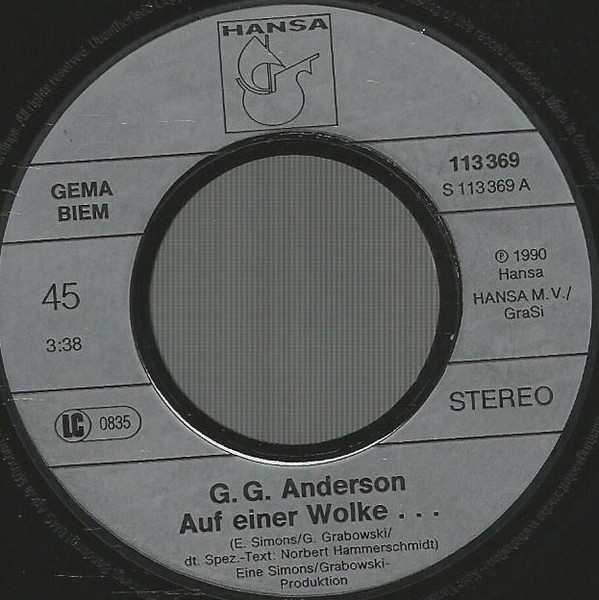 HANSA
GEMA
BIEM
113 369
S 113 369 A
45
3:38
℗ 1990
Hansa
HANSA M. V./
GraSi
LC 0835
STEREO
G. G. Anderson
Auf einer Wolke . . .
(E. Simons/G. Grabowski/
dt. Spez.-Text: Norbert Hammerschmidt)
Eine Simons/Grabowski-
Produktion